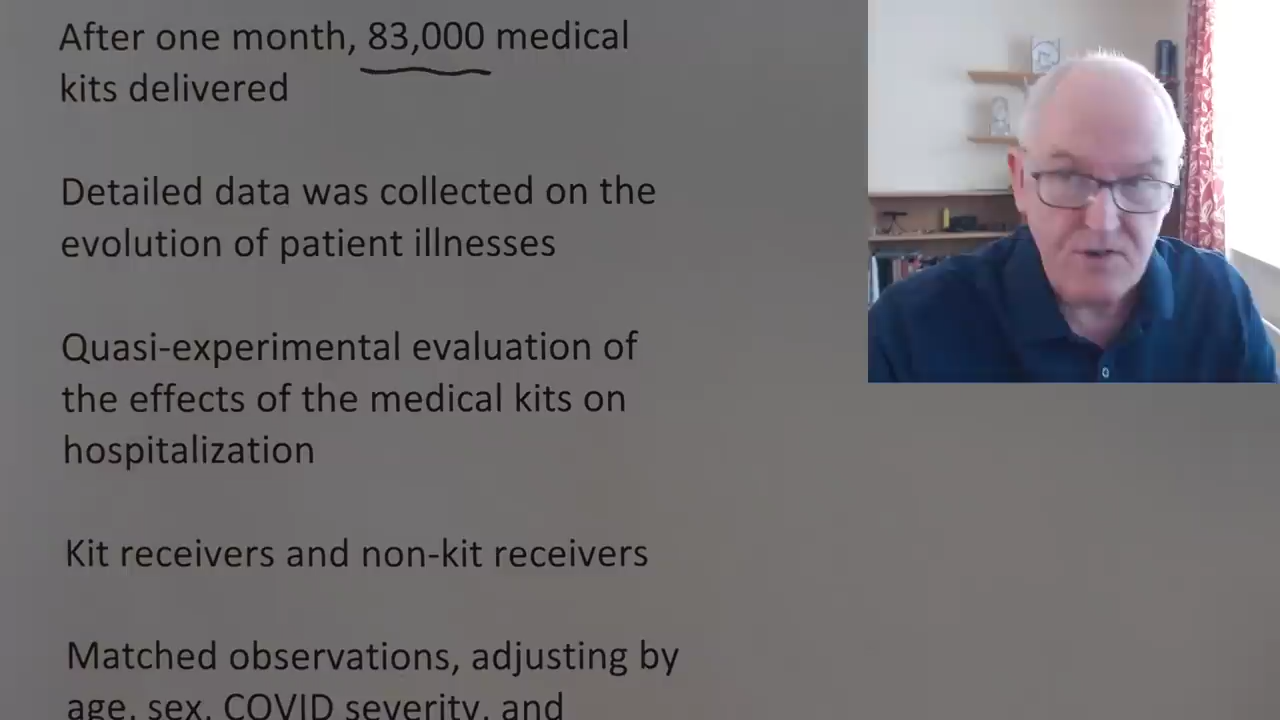 After one month, 83,000 medical
kits delivered
Detailed data was collected on the
evolution of patient illnesses
Quasi-experimental evaluation of
the effects of the medical kits on
hospitalization
Kit receivers and non-kit receivers
Matched observations, adjusting by
age, sex, COVID severity, and